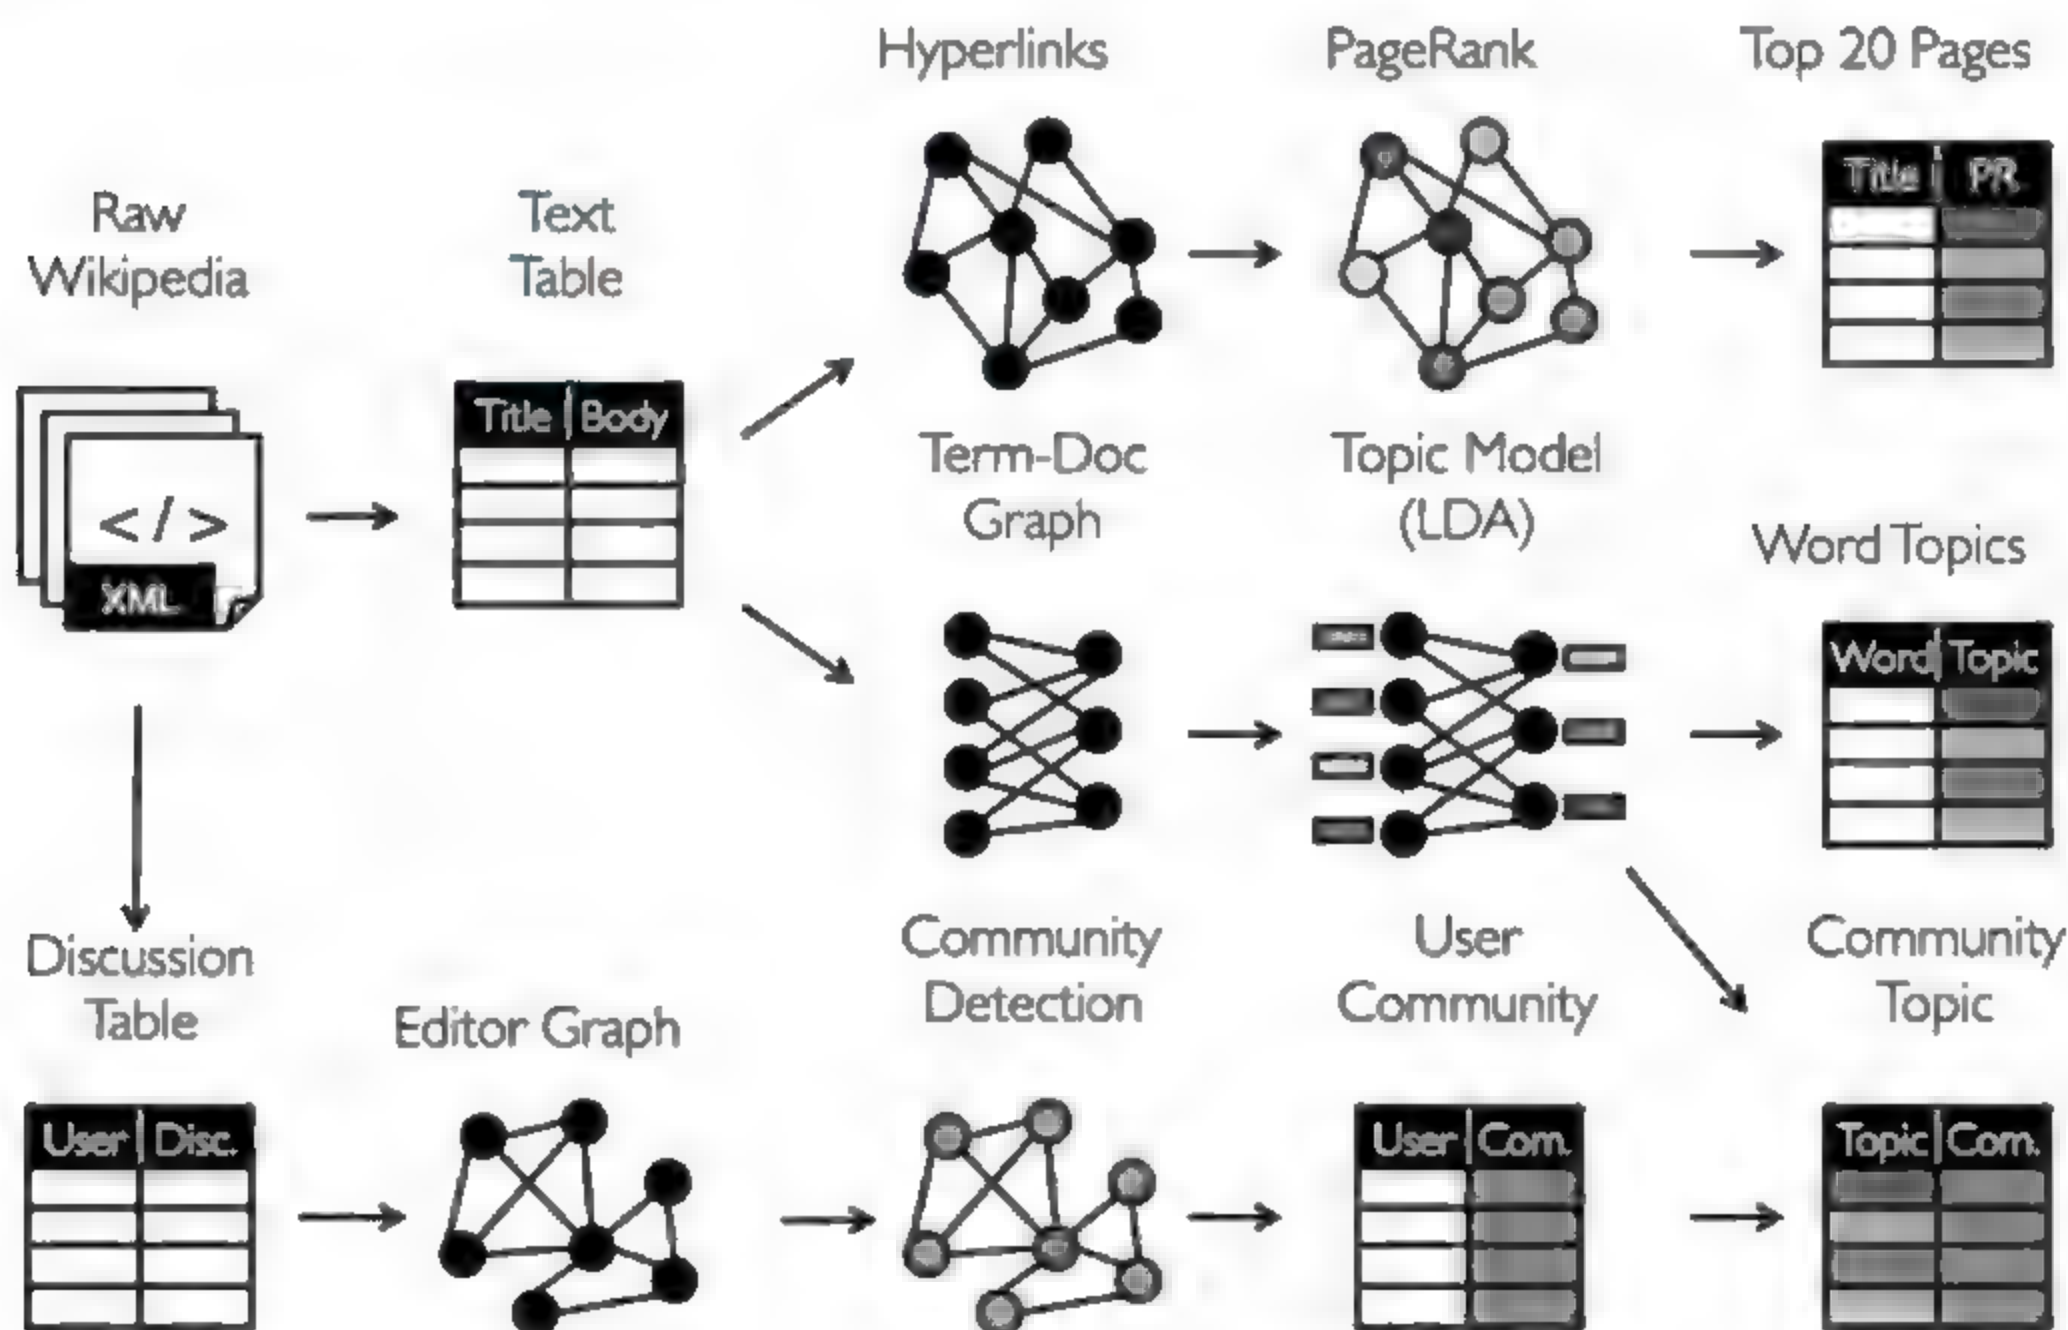 Hyperlinks
PageRank
Top 20 Pages
Title | PR
Raw
Wikipedia
Text
Table
</>
XML
Title | Body
Term-Doc
Graph
Topic Model
(LDA)
Word Topics
Word | Topic
Discussion
Table
User | Disc.
Editor Graph
Community
Detection
User
Community
User | Com.
Community
Topic
Topic | Com.